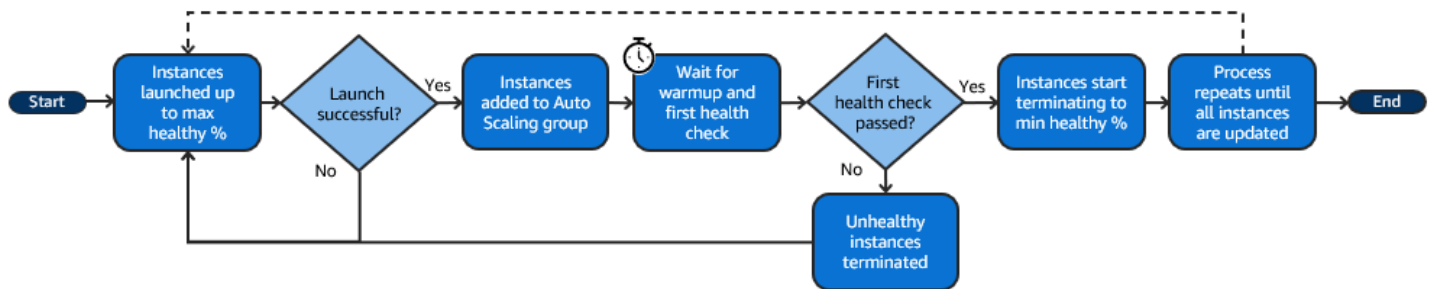 Start
Instances
launched up
to max
healthy %
Launch
successful?
Yes
No
Instances
added to Auto
Scaling group
Wait for
warmup and
first health
check
First
health check
passed?
Yes
No
Unhealthy
instances
terminated
Instances start
terminating to
min healthy %
Process
repeats until
all instances
are updated
End